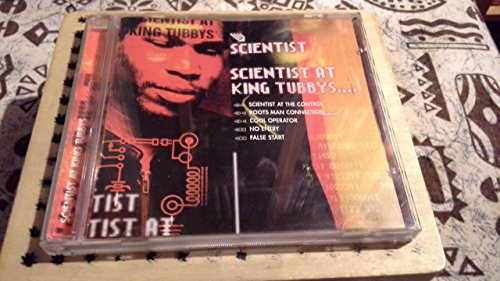 SCIENTIST AT
KING TUBBYS
SCIENTIST
SCIENTIST AT
KING TUBBYS....
SCIENTIST AT THE CONTROL
ROOTS MAN CONNECTION
COOL OPERATOR
NO ENTRY
FALSE START
SCIENTIST AT KING TUBBYS
TIST
TIST AT